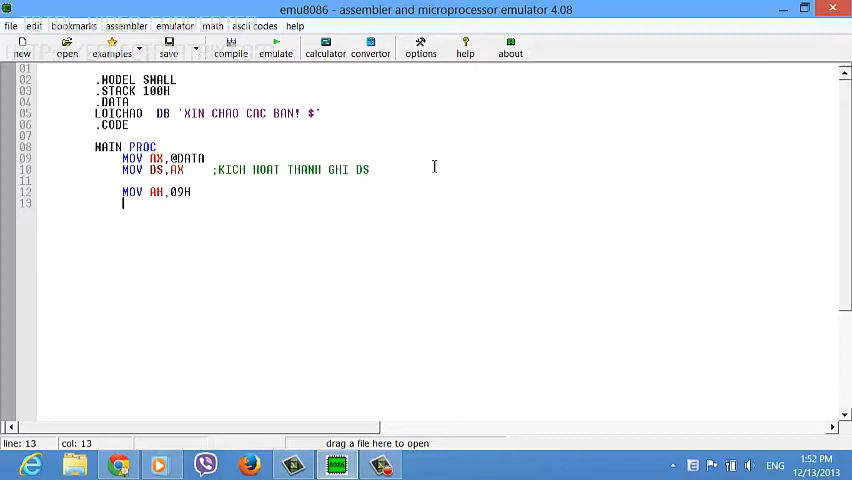 emu8086 - assembler and microprocessor emulator 4.08
file edit bookmarks assembler emulator math ascii codes help
new open examples save compile emulate calculator convertor options help about
01
02 .MODEL SMALL
03 .STACK 100H
04 .DATA
05 LOICHAO DB 'XIN CHAO CAC BAN! $'
06 .CODE
07
08 MAIN PROC
09 MOV AX,@DATA
10 MOV DS,AX ;KICH HOAT THANH GHI DS
11
12 MOV AH,09H
13
line: 13 col: 13 drag a file here to open
8086
ENG
1:52 PM
12/13/2013